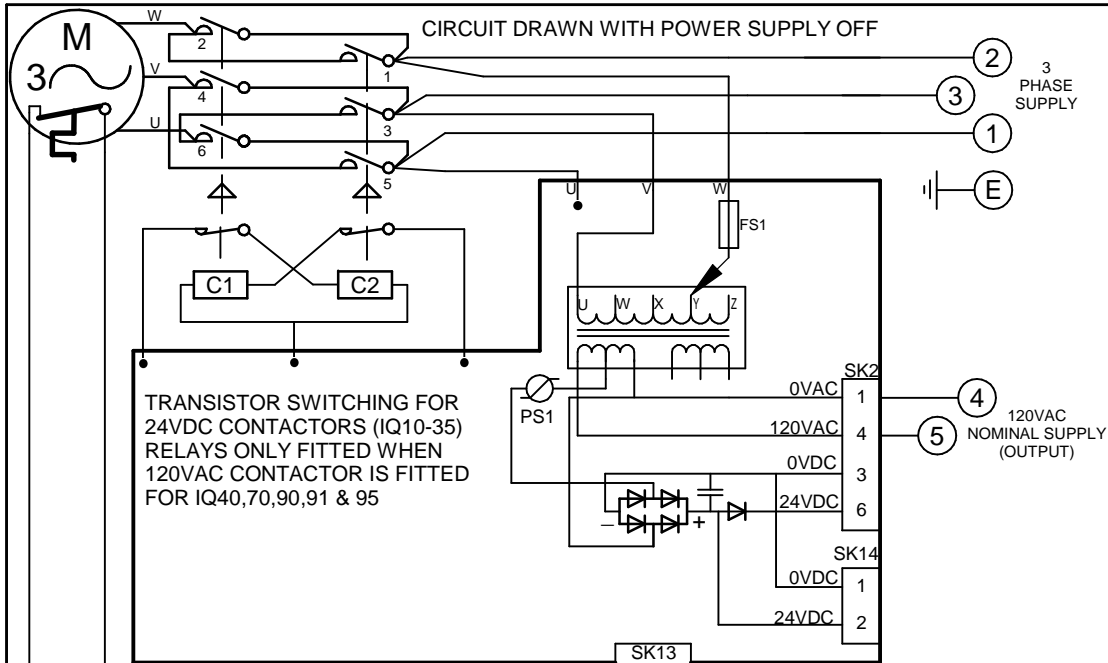 CIRCUIT DRAWN WITH POWER SUPPLY OFF
W
M
3
V
U
2
4
6
1
3
5
2
3
1
E
3
PHASE
SUPPLY
U
V
W
FS1
C1
C2
U
W
X
Y
Z
PS1
TRANSISTOR SWITCHING FOR
24VDC CONTACTORS (IQ10-35)
RELAYS ONLY FITTED WHEN
120VAC CONTACTOR IS FITTED
FOR IQ40,70,90,91 & 95
SK2
0VAC
1
120VAC
4
0VDC
3
24VDC
6
4
5
120VAC
NOMINAL SUPPLY
(OUTPUT)
–
+
SK14
0VDC
1
24VDC
2
SK13